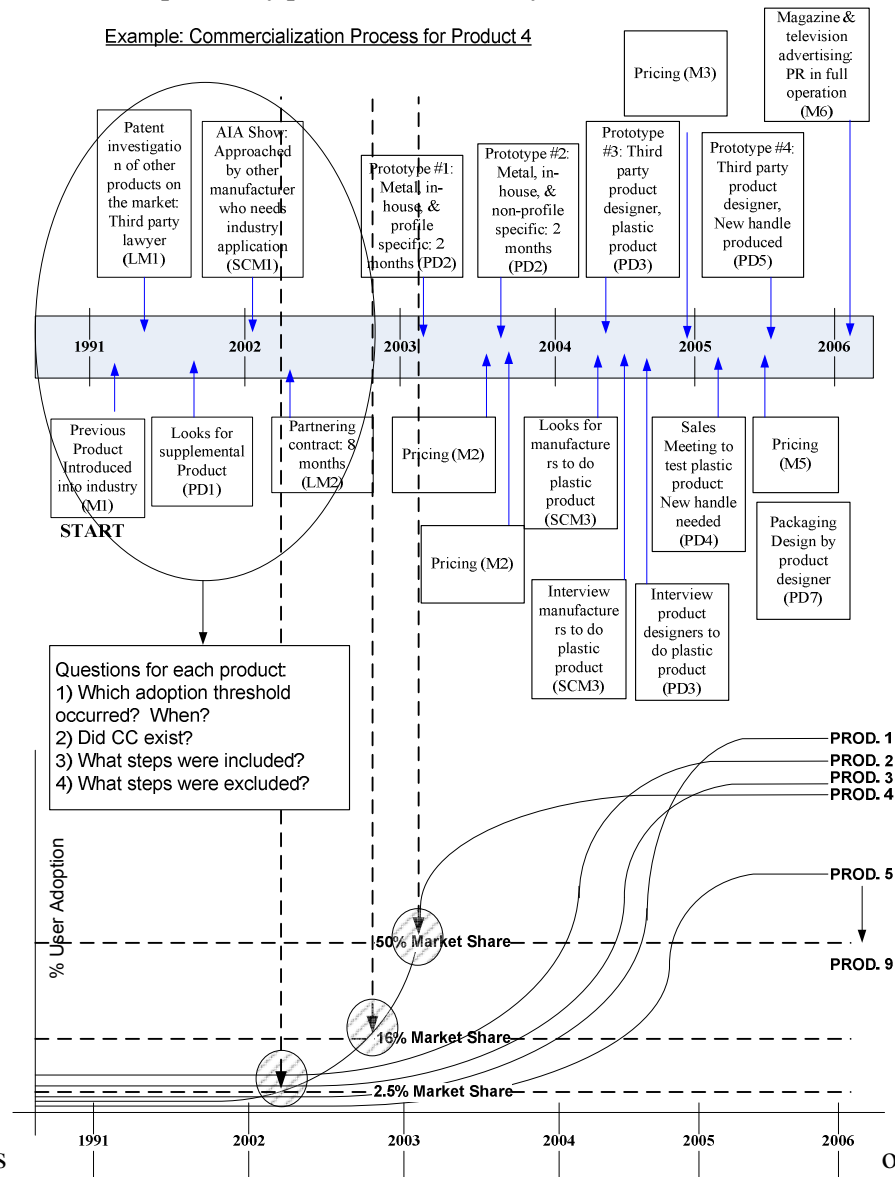 Example: Commercialization Process for Product 4
Magazine &
television
advertising:
PR in full
operation
(M6)
Pricing (M3)
Patent
investigatio
n of other
products on
the market:
Third party
lawyer
(LM1)
AIA Show:
Approached
by other
manufacturer
who needs
industry
application
(SCM1)
Prototype #1:
Metal, in-
house, &
profile
specific: 2
months (PD2)
Prototype #2:
Metal, in-
house, &
non-profile
specific: 2
months
(PD2)
Prototype
#3: Third
party
product
designer,
plastic
product
(PD3)
Prototype #4:
Third party
product
designer,
New handle
produced
(PD5)
1991
2002
2003
2004
2005
2006
Previous
Product
Introduced
into industry
(M1)
START
Looks for
supplemental
Product
(PD1)
Partnering
contract: 8
months
(LM2)
Pricing (M2)
Pricing (M2)
Looks for
manufacture
rs to do
plastic
product
(SCM3)
Interview
manufacture
rs to do
plastic
product
(SCM3)
Sales
Meeting to
test plastic
product:
New handle
needed
(PD4)
Interview
product
designers to
do plastic
product
(PD3)
Pricing
(M5)
Packaging
Design by
product
designer
(PD7)
Questions for each product:
1) Which adoption threshold
occurred? When?
2) Did CC exist?
3) What steps were included?
4) What steps were excluded?
PROD. 1
PROD. 2
PROD. 3
PROD. 4
PROD. 5
PROD. 9
% User Adoption
50% Market Share
16% Market Share
2.5% Market Share
1991
2002
2003
2004
2005
2006
S